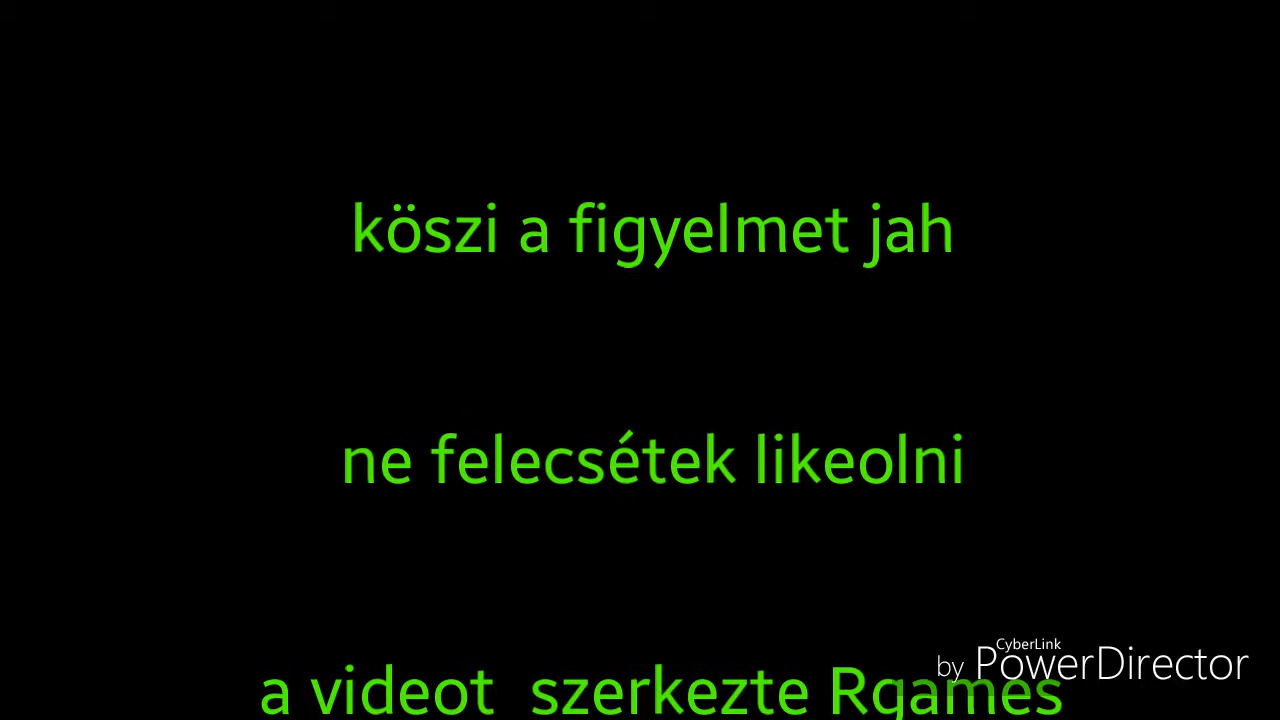 köszi a figyelmet jah
ne felecsétek likeolni
CyberLink
by PowerDirector
a videot szerkezte Rgames